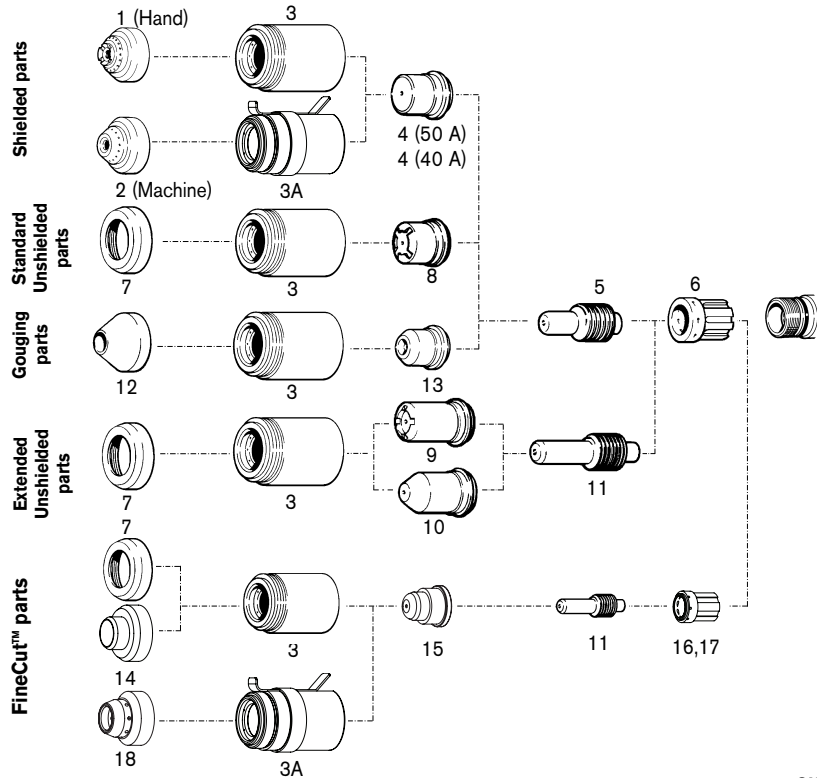 1 (Hand)
3
Shielded parts
4 (50 A)
4 (40 A)
2 (Machine)
3A
Standard
Unshielded
parts
7
3
8
5
6
Gouging
parts
12
3
13
Extended
Unshielded
parts
7
3
9
10
11
FineCut™ parts
7
14
3
15
11
16,17
18
3A